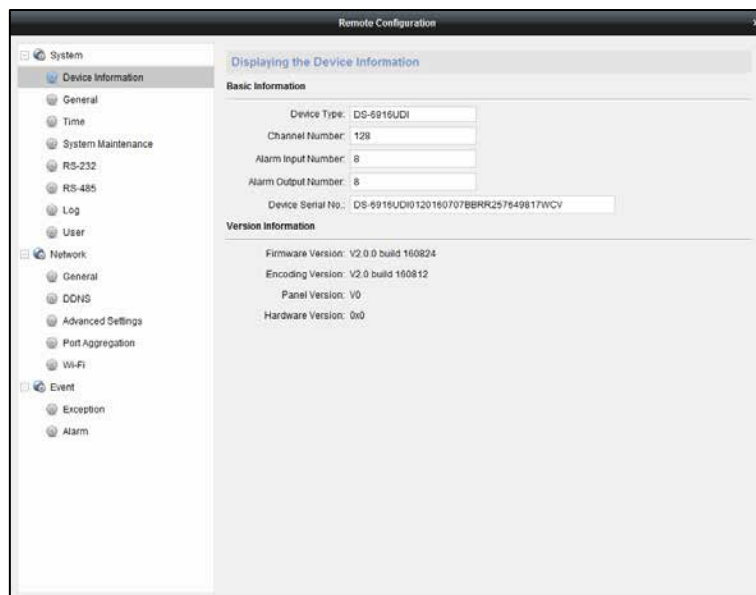 Remote Configuration
System
Device Information
General
Time
System Maintenance
RS-232
RS-485
Log
User
Network
General
DDNS
Advanced Settings
Port Aggregation
Wi-Fi
Event
Exception
Alarm
Displaying the Device Information
Basic Information
Device Type: DS-6916UDI
Channel Number: 128
Alarm Input Number: 8
Alarm Output Number: 8
Device Serial No.: DS-6916UDI0120160707BBRR257649817WCV
Version Information
Firmware Version: V2.0.0 build 160824
Encoding Version: V2.0 build 160812
Panel Version: V0
Hardware Version: 0x0